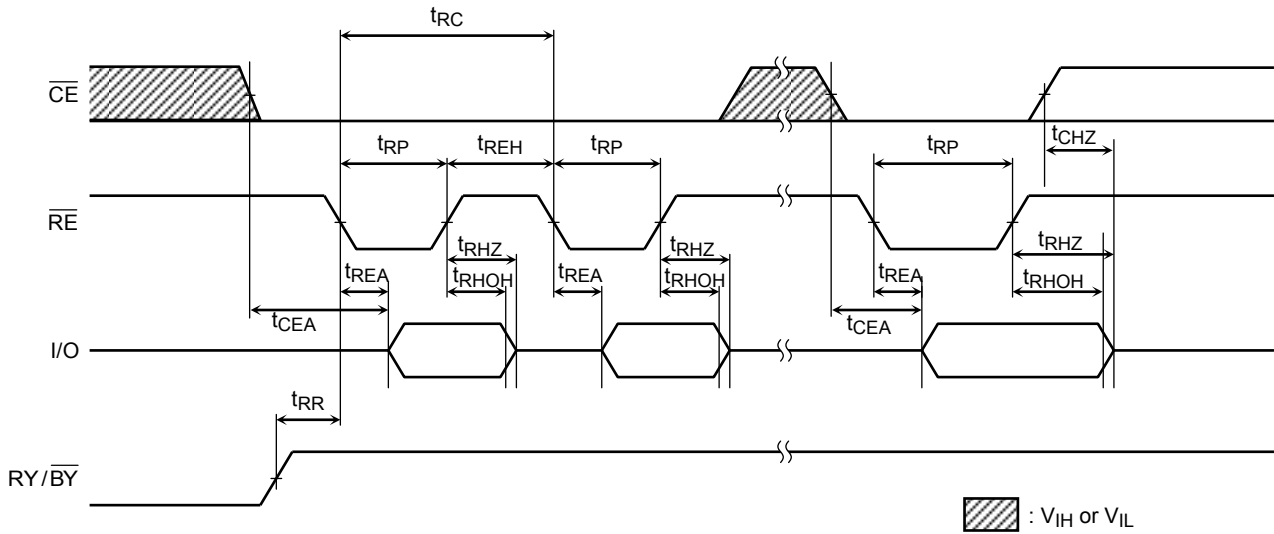 tRC
CE
tRP tREH tRP tRP tCHZ
RE
tRHZ tRHZ tRHZ
tREA tRHOH tREA tRHOH tREA tRHOH
tCEA tCEA
I/O
tRR
RY/BY
: VIH or VIL